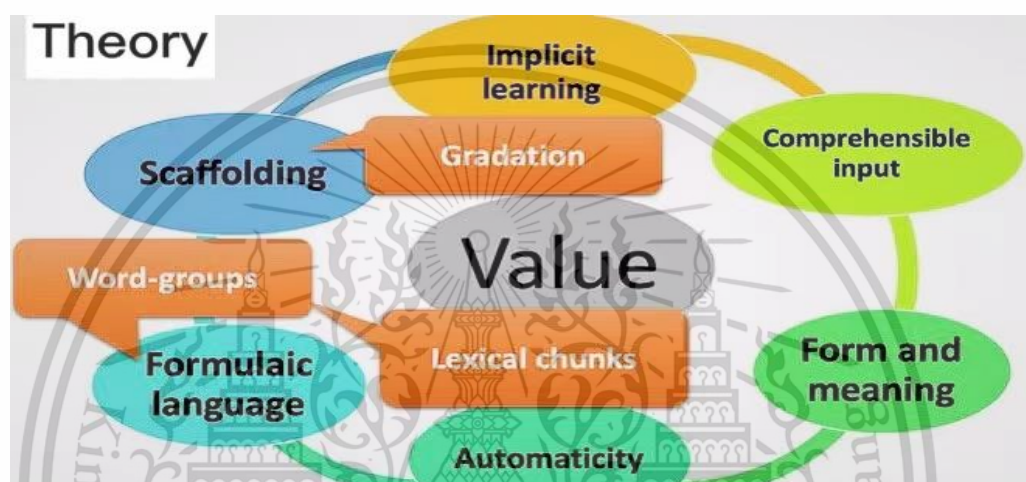 Theory
Implicit
learning
Scaffolding
Gradation
Comprehensible
input
Value
Word-groups
Lexical chunks
Formulaic
language
Form and
meaning
Automaticity